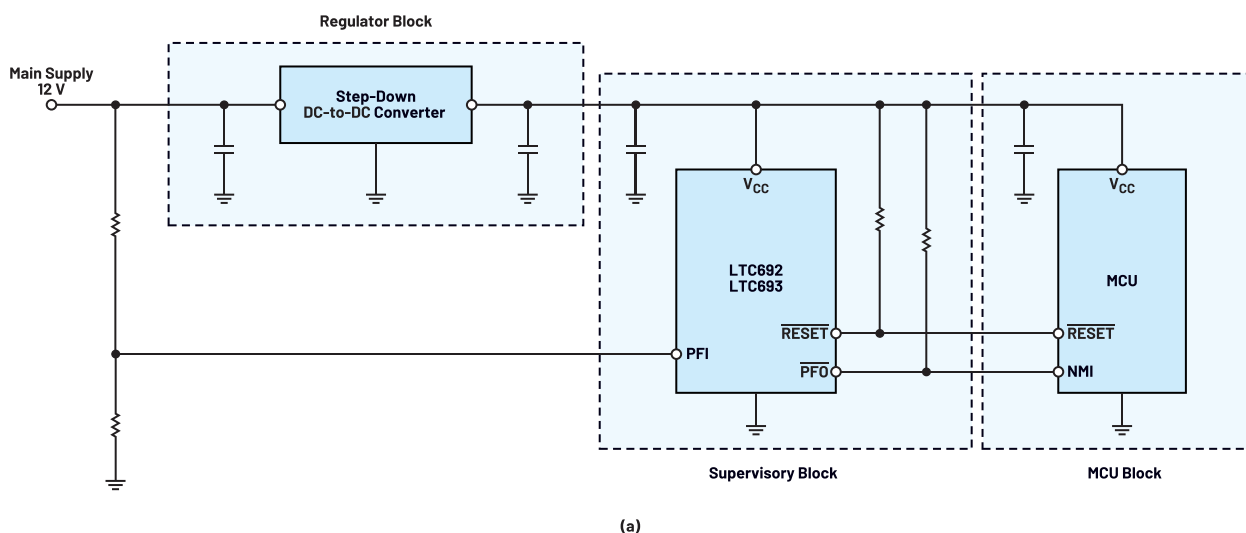 Regulator Block
Main Supply
12 V
Step-Down
DC-to-DC Converter
VCC
VCC
LTC692
LTC693
MCU
RESET
RESET
PFI
PFO
NMI
Supervisory Block
MCU Block
(a)